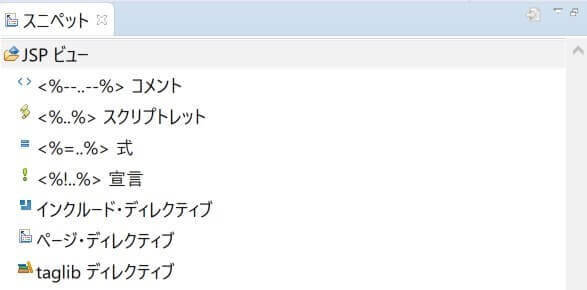 スニペット
JSP ビュー
<%--..--%> コメント
<%..%> スクリプトレット
<%=..%> 式
<%!..%> 宣言
インクルード・ディレクティブ
ページ・ディレクティブ
taglib ディレクティブ